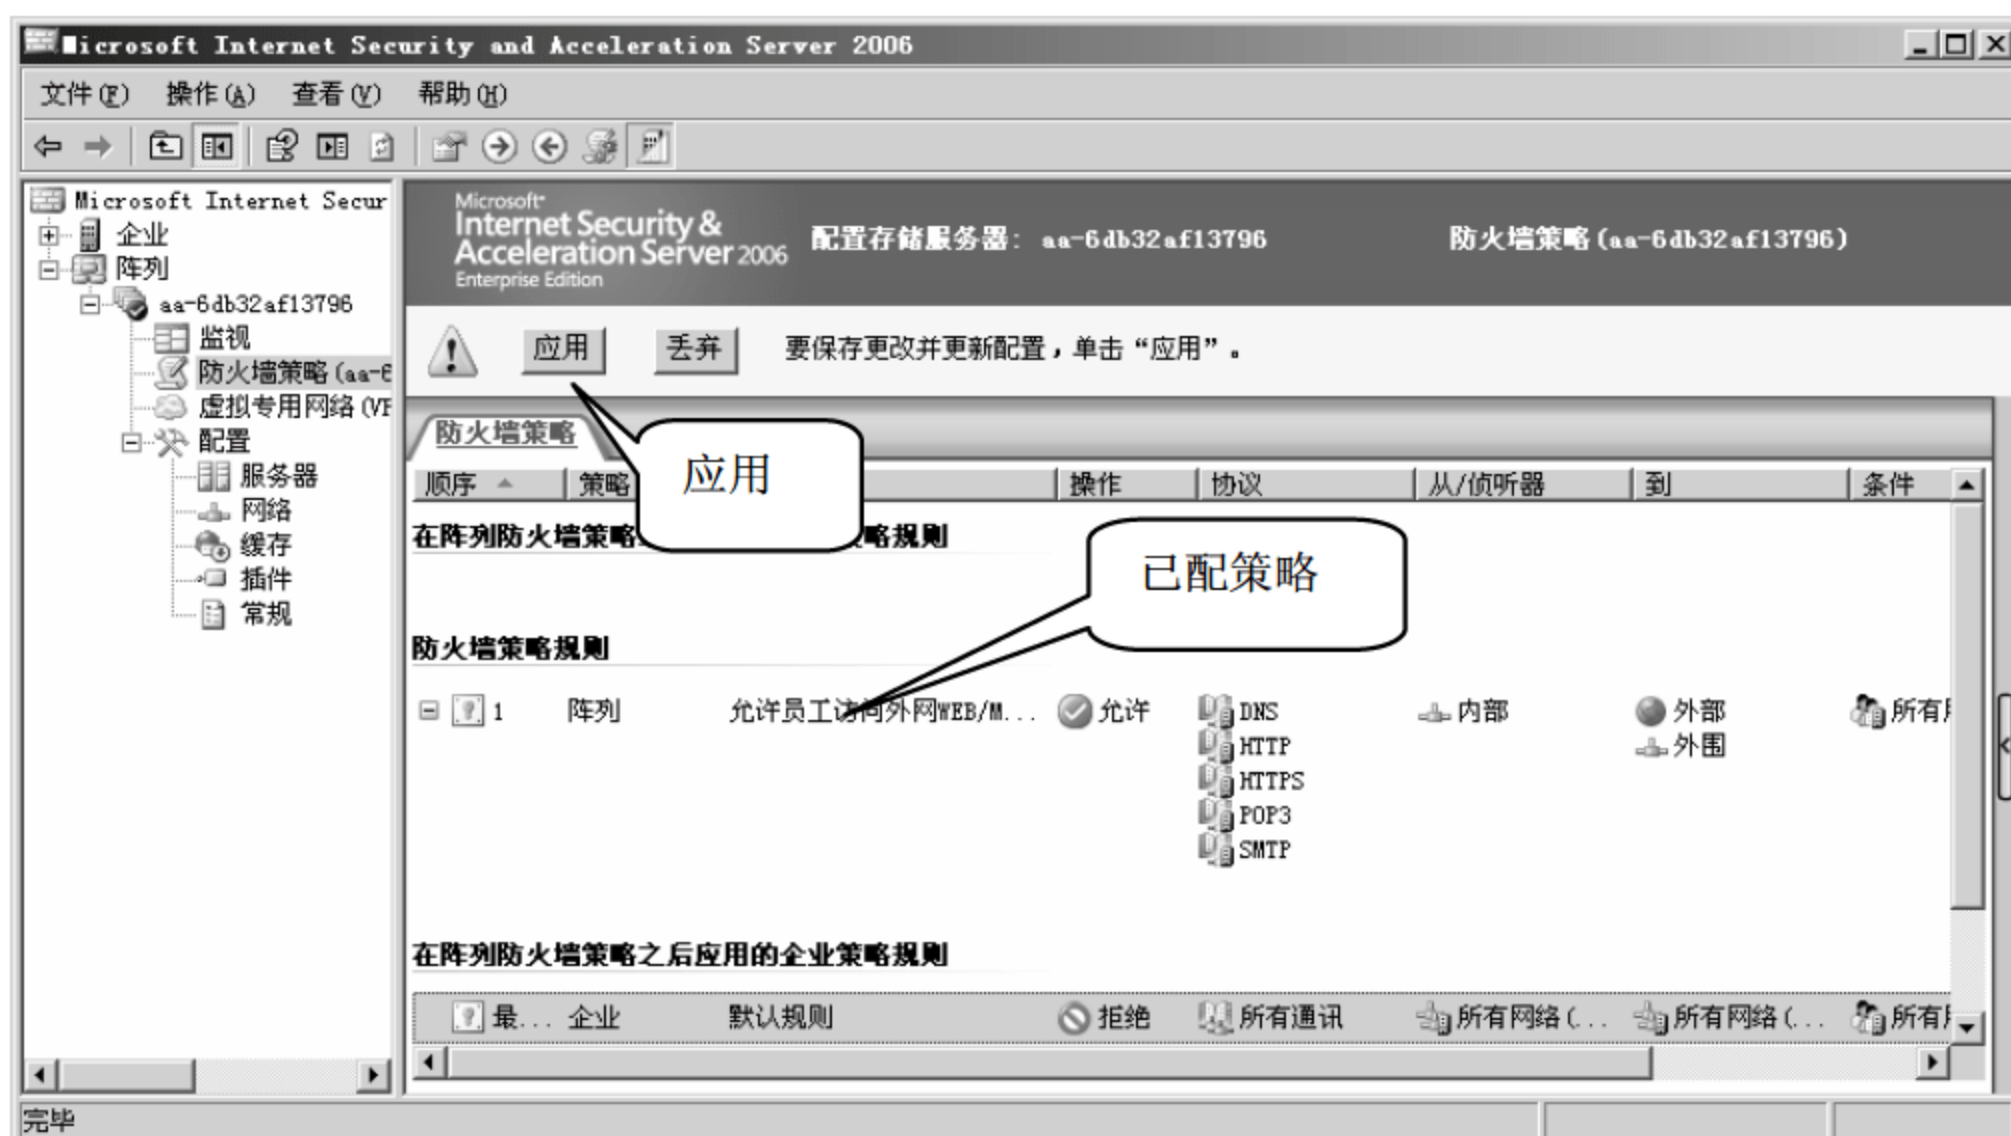 Microsoft Internet Security and Acceleration Server 2006
文件(F) 操作(A) 查看(V) 帮助(H)
Microsoft Internet Secur
企业
阵列
aa-6db32af13796
监视
防火墙策略(aa-6
虚拟专用网络(VP
配置
服务器
网络
缓存
插件
常规
Microsoft
Internet Security &
Acceleration Server 2006
Enterprise Edition
配置存储服务器: aa-6db32af13796
防火墙策略(aa-6db32af13796)
应用 丢弃 要保存更改并更新配置，单击“应用”。
防火墙策略
应用
顺序 策略 操作 协议 从/侦听器 到 条件
在阵列防火墙策略 略规则
已配策略
防火墙策略规则
1 阵列 允许员工访问外网WEB/M... 允许 DNS 内部 外部 所有用
HTTP 外围
HTTPS
POP3
SMTP
在阵列防火墙策略之后应用的企业策略规则
最... 企业 默认规则 拒绝 所有通讯 所有网络(... 所有网络(... 所有用
完毕